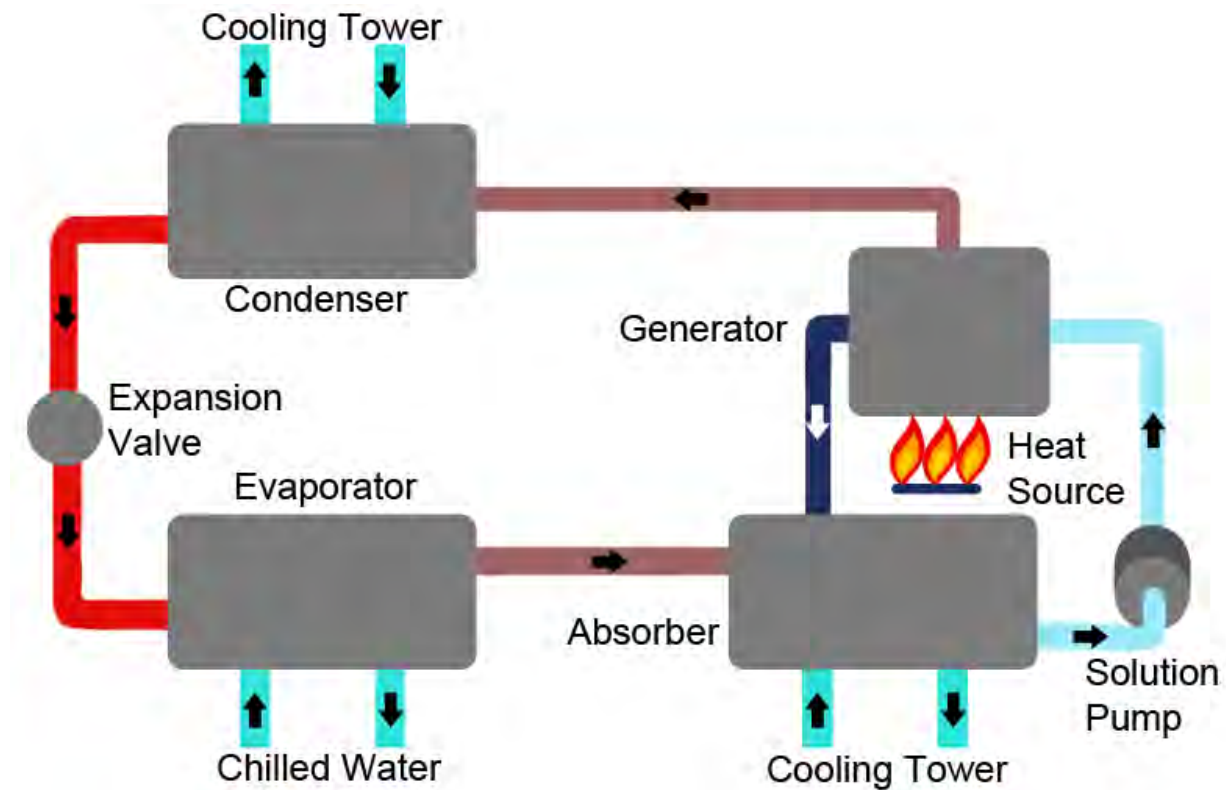 Cooling Tower
Condenser
Generator
Expansion
Valve
Heat
Source
Evaporator
Absorber
Solution
Pump
Chilled Water
Cooling Tower